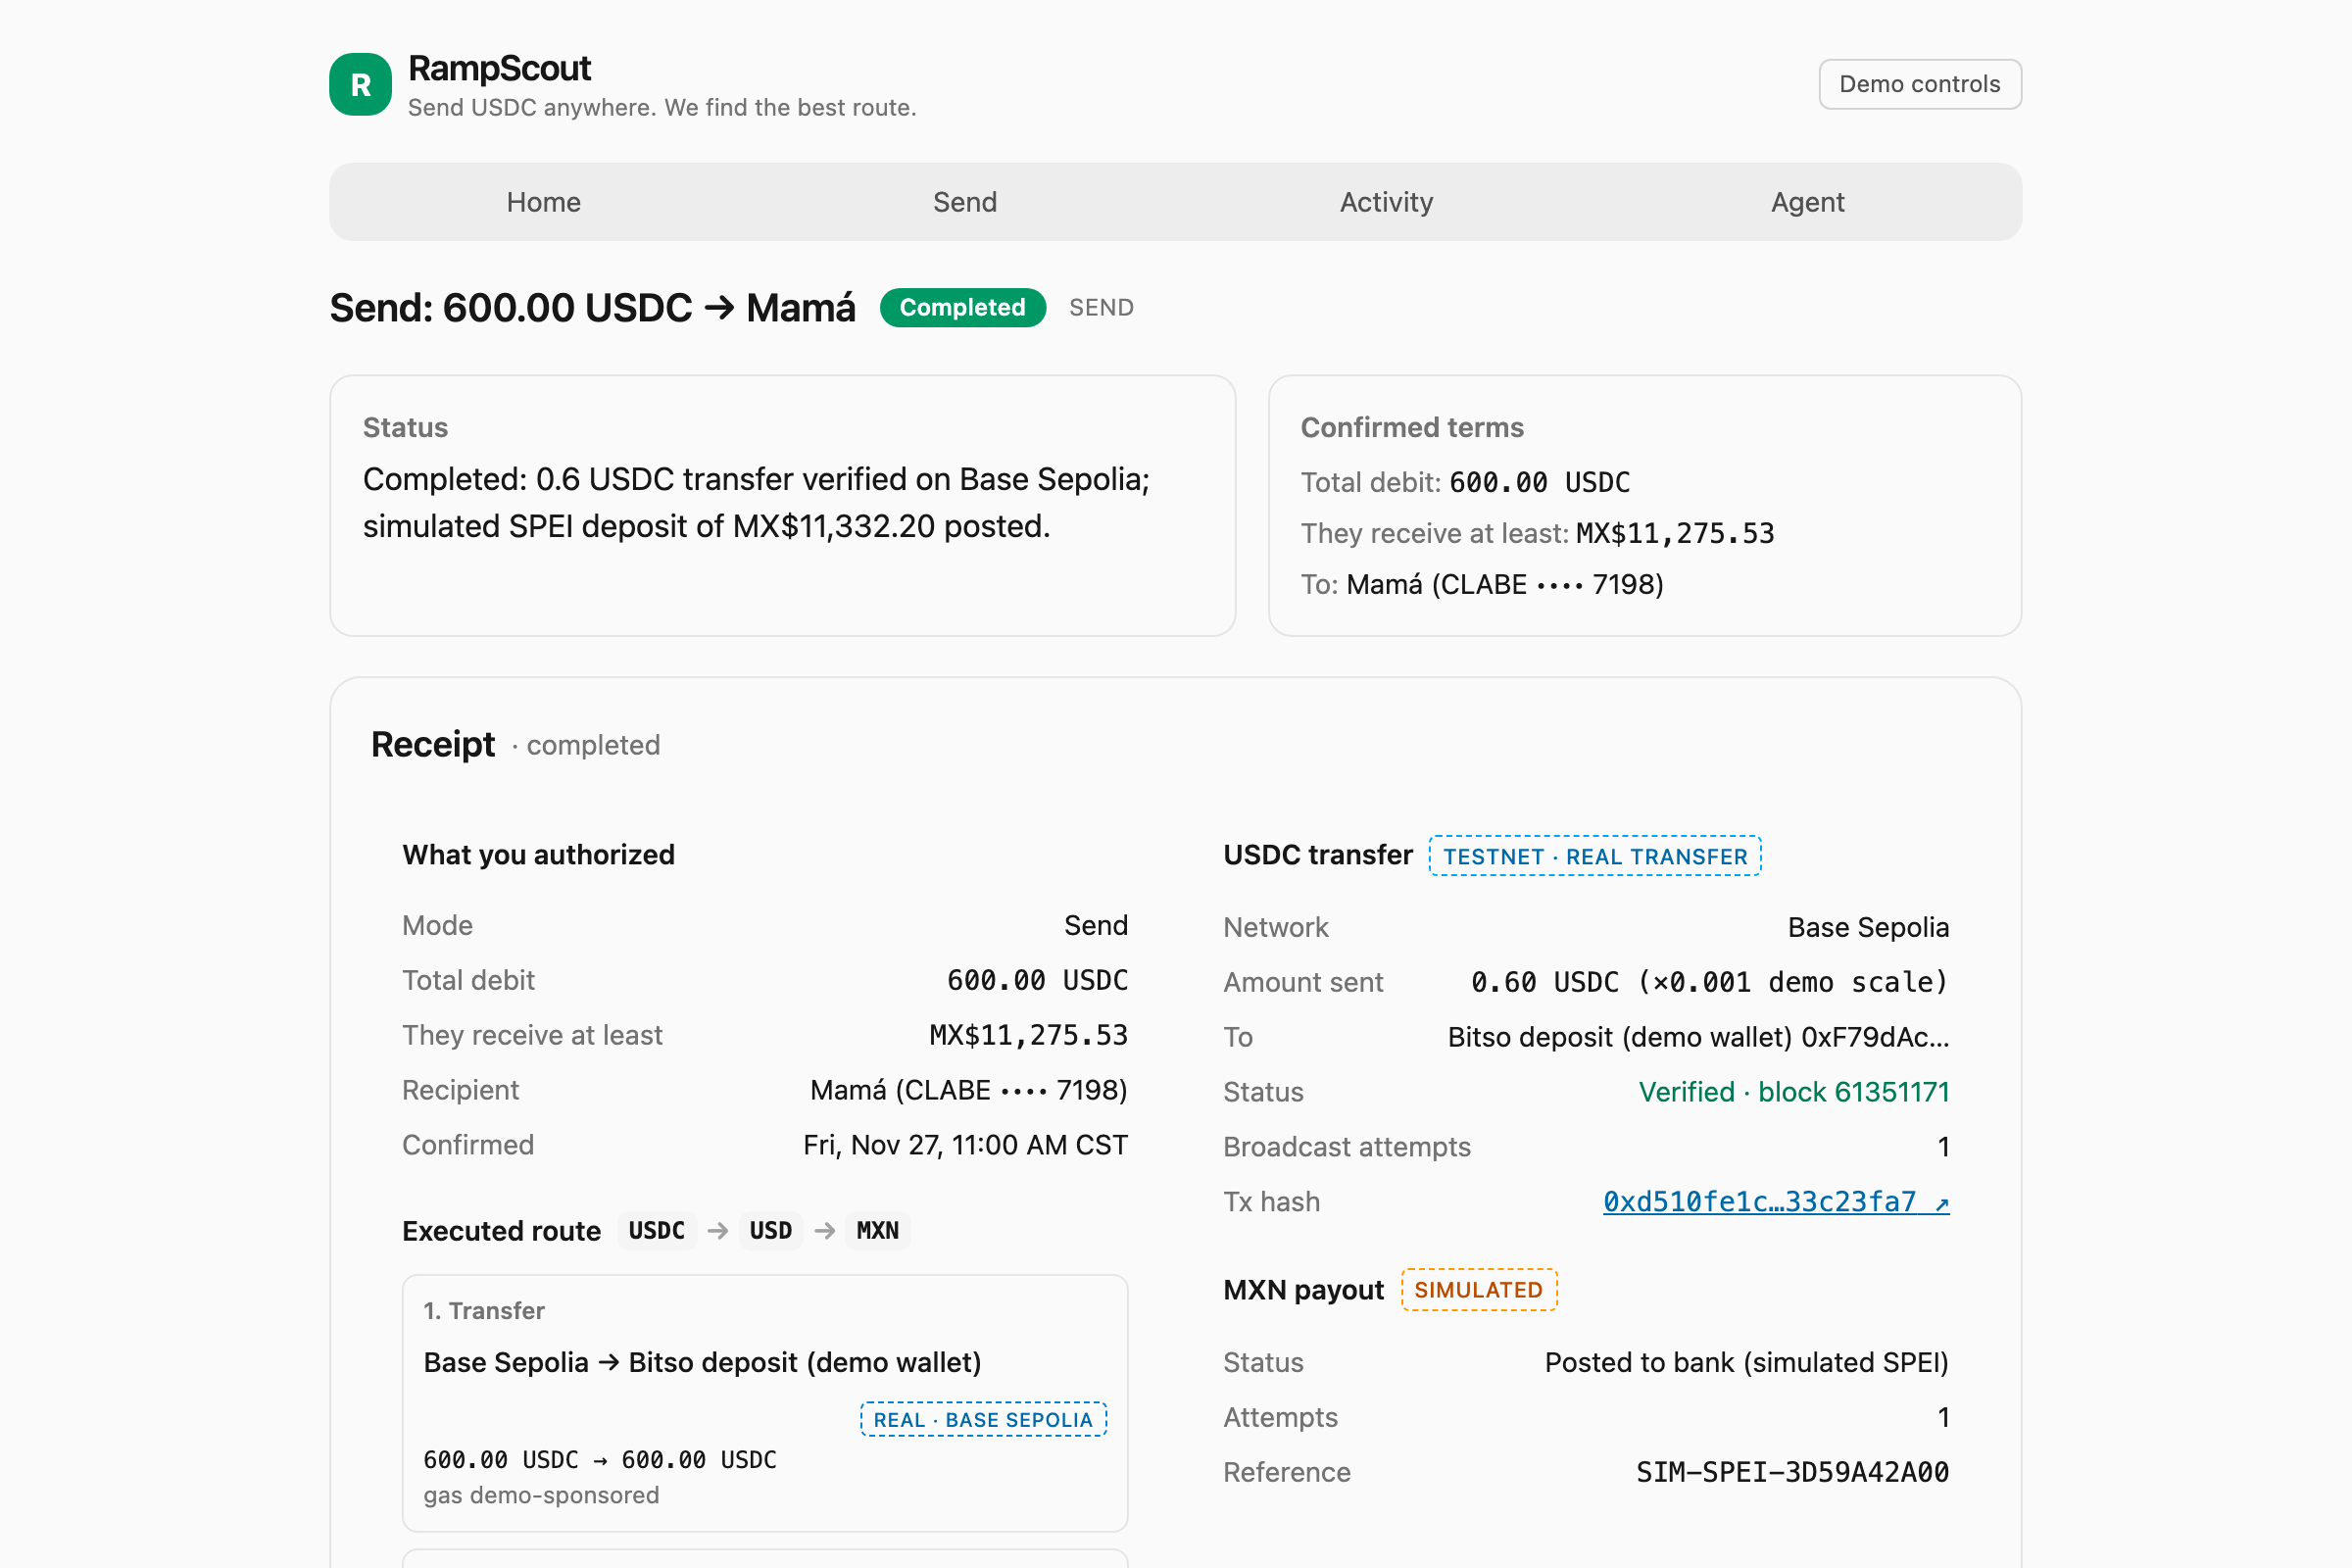 R
RampScout
Send USDC anywhere. We find the best route.
Demo controls
Home
Send
Activity
Agent
Send: 600.00 USDC → Mamá
Completed
SEND
Status
Completed: 0.6 USDC transfer verified on Base Sepolia;
simulated SPEI deposit of MX$11,332.20 posted.
Confirmed terms
Total debit: 600.00 USDC
They receive at least: MX$11,275.53
To: Mamá (CLABE •••• 7198)
Receipt · completed
What you authorized
Mode Send
Total debit 600.00 USDC
They receive at least MX$11,275.53
Recipient Mamá (CLABE •••• 7198)
Confirmed Fri, Nov 27, 11:00 AM CST
Executed route USDC → USD → MXN
1. Transfer
Base Sepolia → Bitso deposit (demo wallet)
REAL · BASE SEPOLIA
600.00 USDC → 600.00 USDC
gas demo-sponsored
USDC transfer TESTNET · REAL TRANSFER
Network Base Sepolia
Amount sent 0.60 USDC (×0.001 demo scale)
To Bitso deposit (demo wallet) 0xF79dAc…
Status Verified · block 61351171
Broadcast attempts 1
Tx hash 0xd510fe1c…33c23fa7 ↗
MXN payout SIMULATED
Status Posted to bank (simulated SPEI)
Attempts 1
Reference SIM-SPEI-3D59A42A00